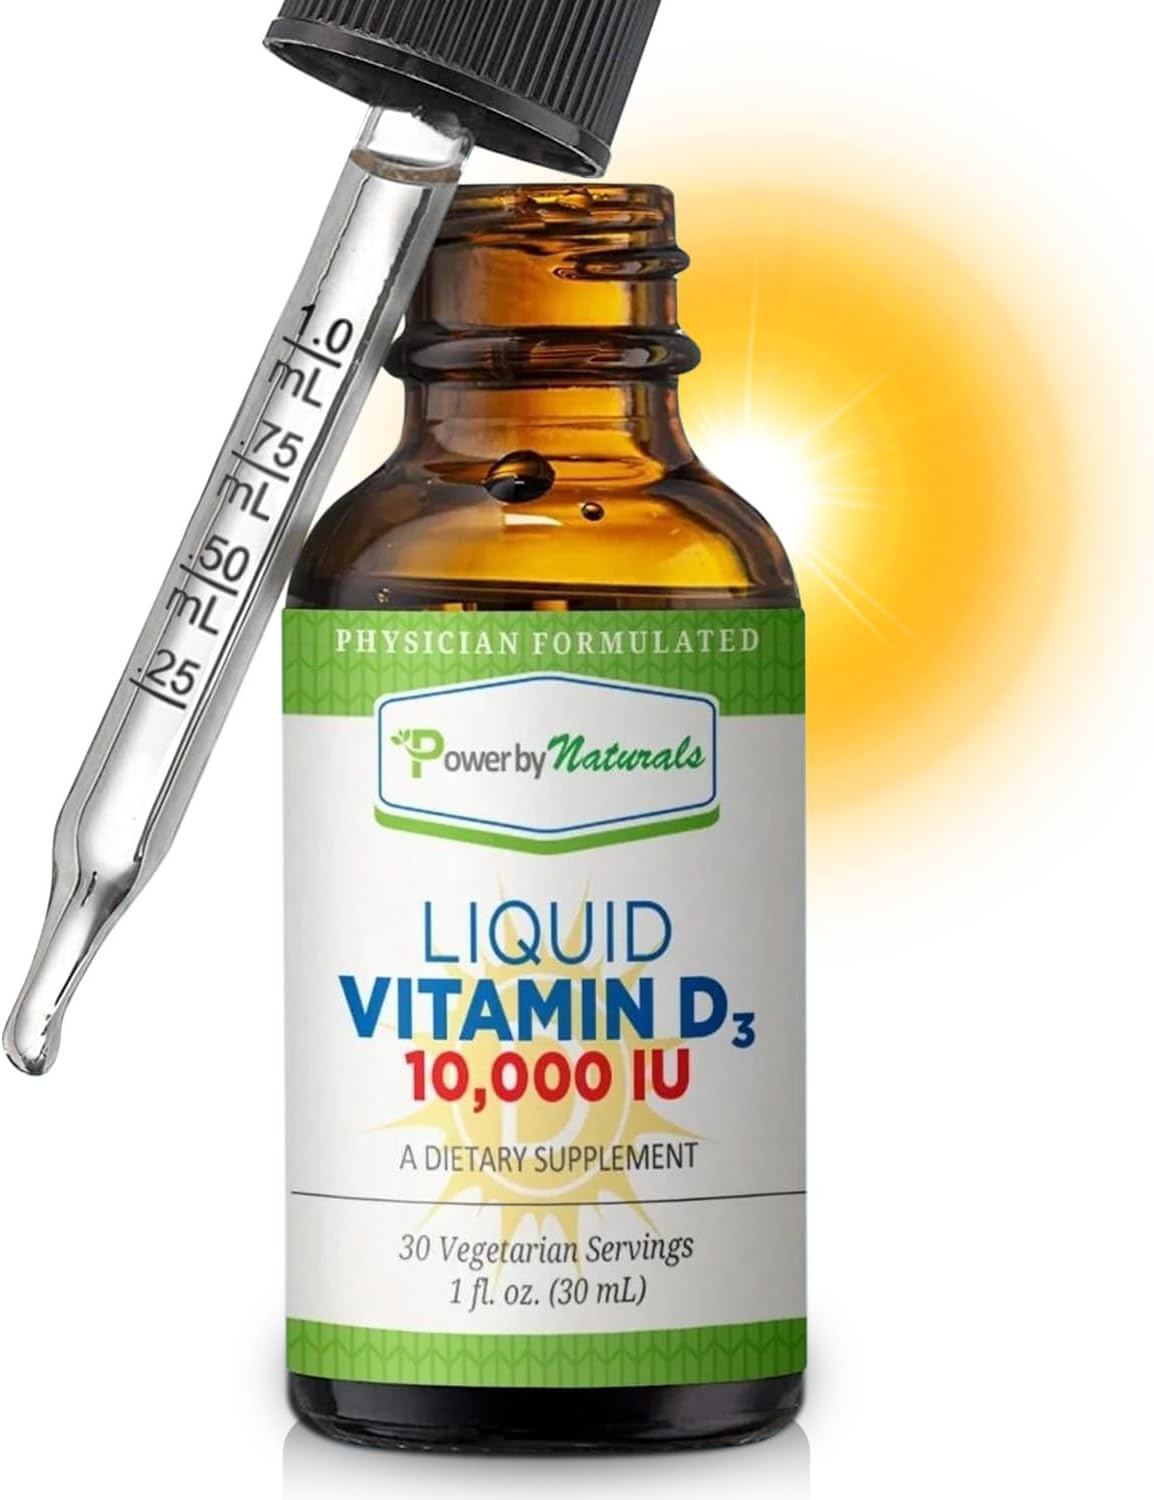 1.0
mL
.75
mL
.50
mL
.25
PHYSICIAN FORMULATED
Power by Naturals
LIQUID
VITAMIN D3
10,000 IU
A DIETARY SUPPLEMENT
30 Vegetarian Servings
1 fl. oz. (30 mL)